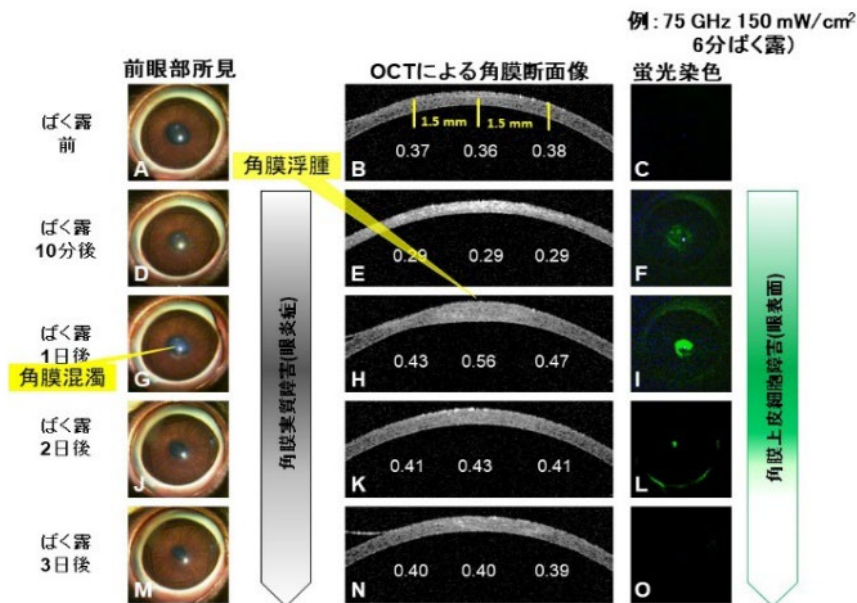 例：75 GHz 150 mW/cm²
6分ばく露）
前眼部所見
OCTによる角膜断面像
蛍光染色
ばく露
前
A
1.5 mm
1.5 mm
0.37
0.36
0.38
B
C
角膜浮腫
ばく露
10分後
D
0.29
0.29
0.29
E
F
ばく露
1日後
角膜混濁
G
0.43
0.56
0.47
H
I
ばく露
2日後
J
0.41
0.43
0.41
K
L
ばく露
3日後
M
0.40
0.40
0.39
N
O
角膜実質障害(眼炎症)
角膜上皮細胞障害(眼表面)